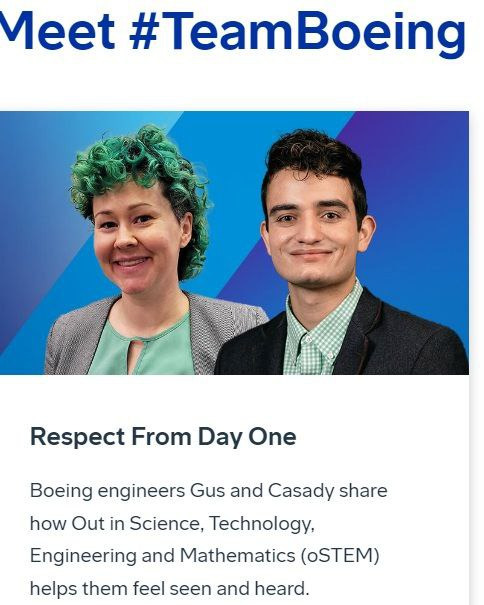 Meet #TeamBoeing
Respect From Day One
Boeing engineers Gus and Casady share
how Out in Science, Technology,
Engineering and Mathematics (oSTEM)
helps them feel seen and heard.